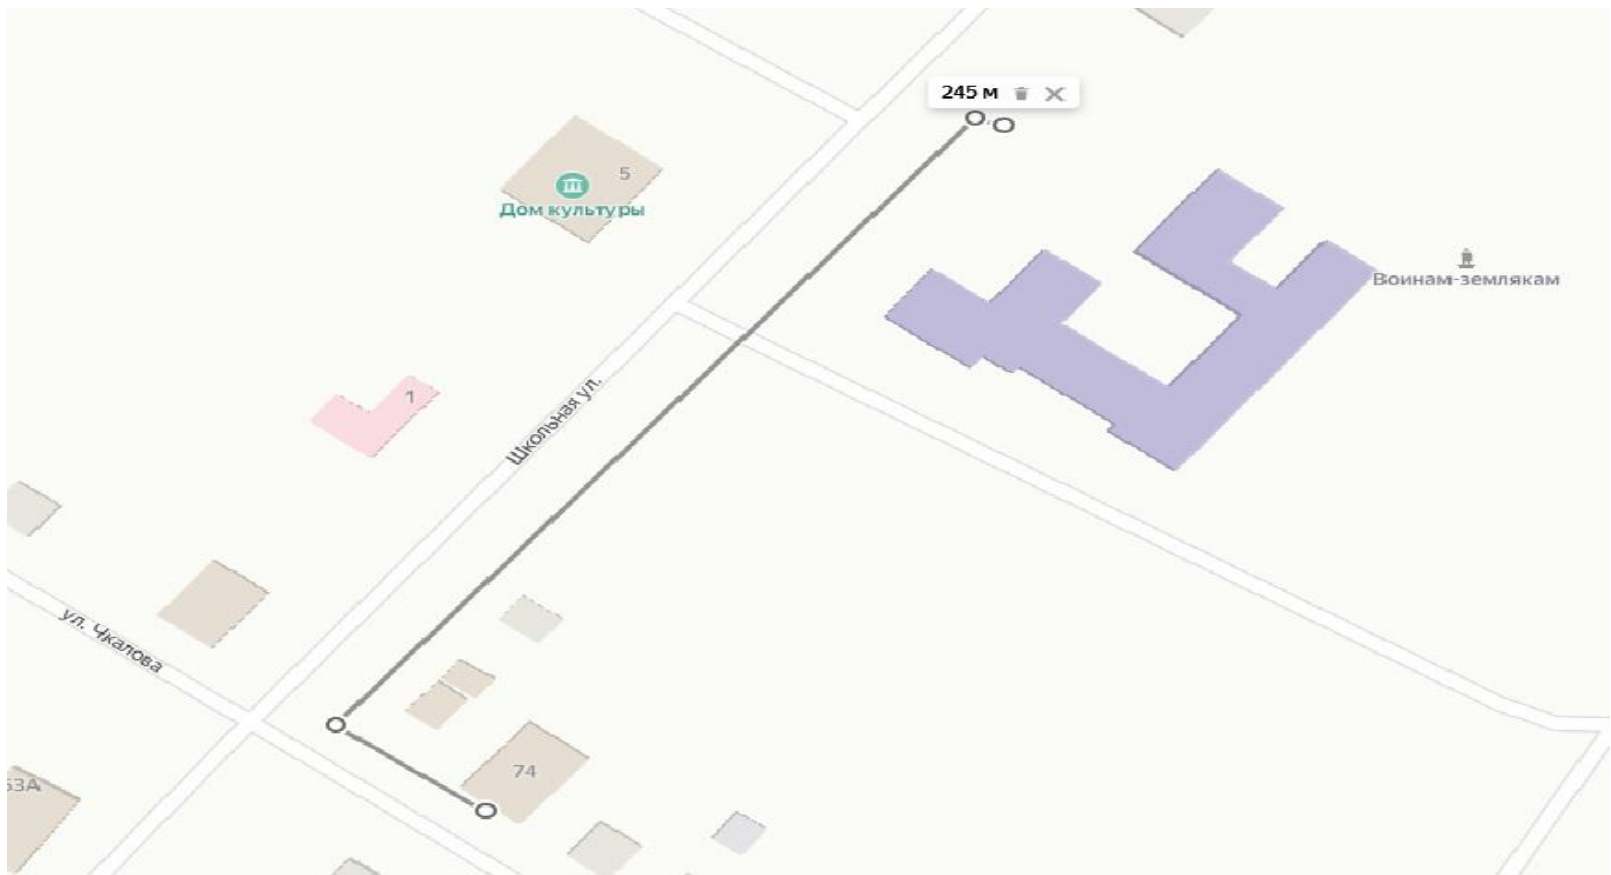 245 м
5
Дом культуры
Воинам-землякам
1
Школьная ул.
ул. Чкалова
74
53А